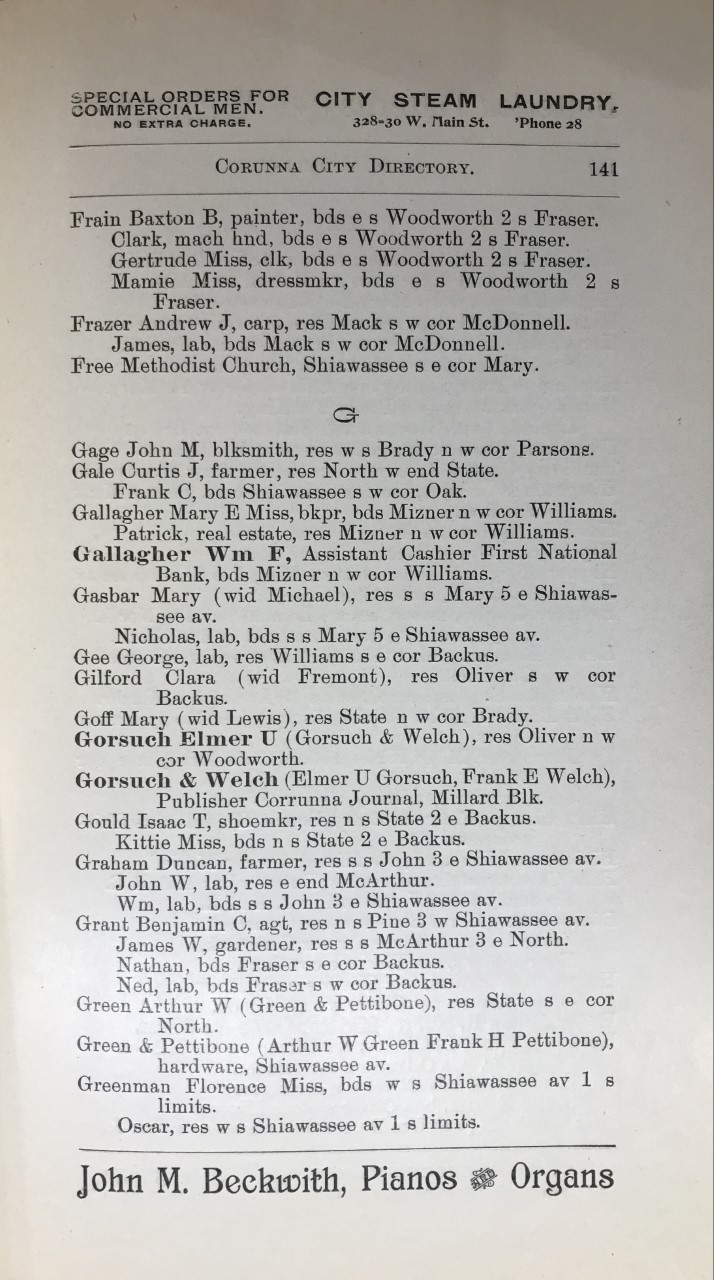 SPECIAL ORDERS FOR
COMMERCIAL MEN.
NO EXTRA CHARGE.
CITY STEAM LAUNDRY,
328-30 W. Main St. 'Phone 28
CORUNNA CITY DIRECTORY. 141
Frain Baxton B, painter, bds e s Woodworth 2 s Fraser.
Clark, mach hnd, bds e s Woodworth 2 s Fraser.
Gertrude Miss, clk, bds e s Woodworth 2 s Fraser.
Mamie Miss, dressmkr, bds e s Woodworth 2 s
Fraser.
Frazer Andrew J, carp, res Mack s w cor McDonnell.
James, lab, bds Mack s w cor McDonnell.
Free Methodist Church, Shiawassee s e cor Mary.
G
Gage John M, blksmith, res w s Brady n w cor Parsons.
Gale Curtis J, farmer, res North w end State.
Frank C, bds Shiawassee s w cor Oak.
Gallagher Mary E Miss, bkpr, bds Mizner n w cor Williams.
Patrick, real estate, res Mizner n w cor Williams.
Gallagher Wm F, Assistant Cashier First National
Bank, bds Mizner n w cor Williams.
Gasbar Mary (wid Michael), res s s Mary 5 e Shiawas-
see av.
Nicholas, lab, bds s s Mary 5 e Shiawassee av.
Gee George, lab, res Williams s e cor Backus.
Gilford Clara (wid Fremont), res Oliver s w cor
Backus.
Goff Mary (wid Lewis), res State n w cor Brady.
Gorsuch Elmer U (Gorsuch & Welch), res Oliver n w
cor Woodworth.
Gorsuch & Welch (Elmer U Gorsuch, Frank E Welch),
Publisher Corrunna Journal, Millard Blk.
Gould Isaac T, shoemkr, res n s State 2 e Backus.
Kittie Miss, bds n s State 2 e Backus.
Graham Duncan, farmer, res s s John 3 e Shiawassee av.
John W, lab, res e end McArthur.
Wm, lab, bds s s John 3 e Shiawassee av.
Grant Benjamin C, agt, res n s Pine 3 w Shiawassee av.
James W, gardener, res s s McArthur 3 e North.
Nathan, bds Fraser s e cor Backus.
Ned, lab, bds Fraser s w cor Backus.
Green Arthur W (Green & Pettibone), res State s e cor
North.
Green & Pettibone (Arthur W Green Frank H Pettibone),
hardware, Shiawassee av.
Greenman Florence Miss, bds w s Shiawassee av 1 s
limits.
Oscar, res w s Shiawassee av 1 s limits.
John M. Beckwith, Pianos AND Organs